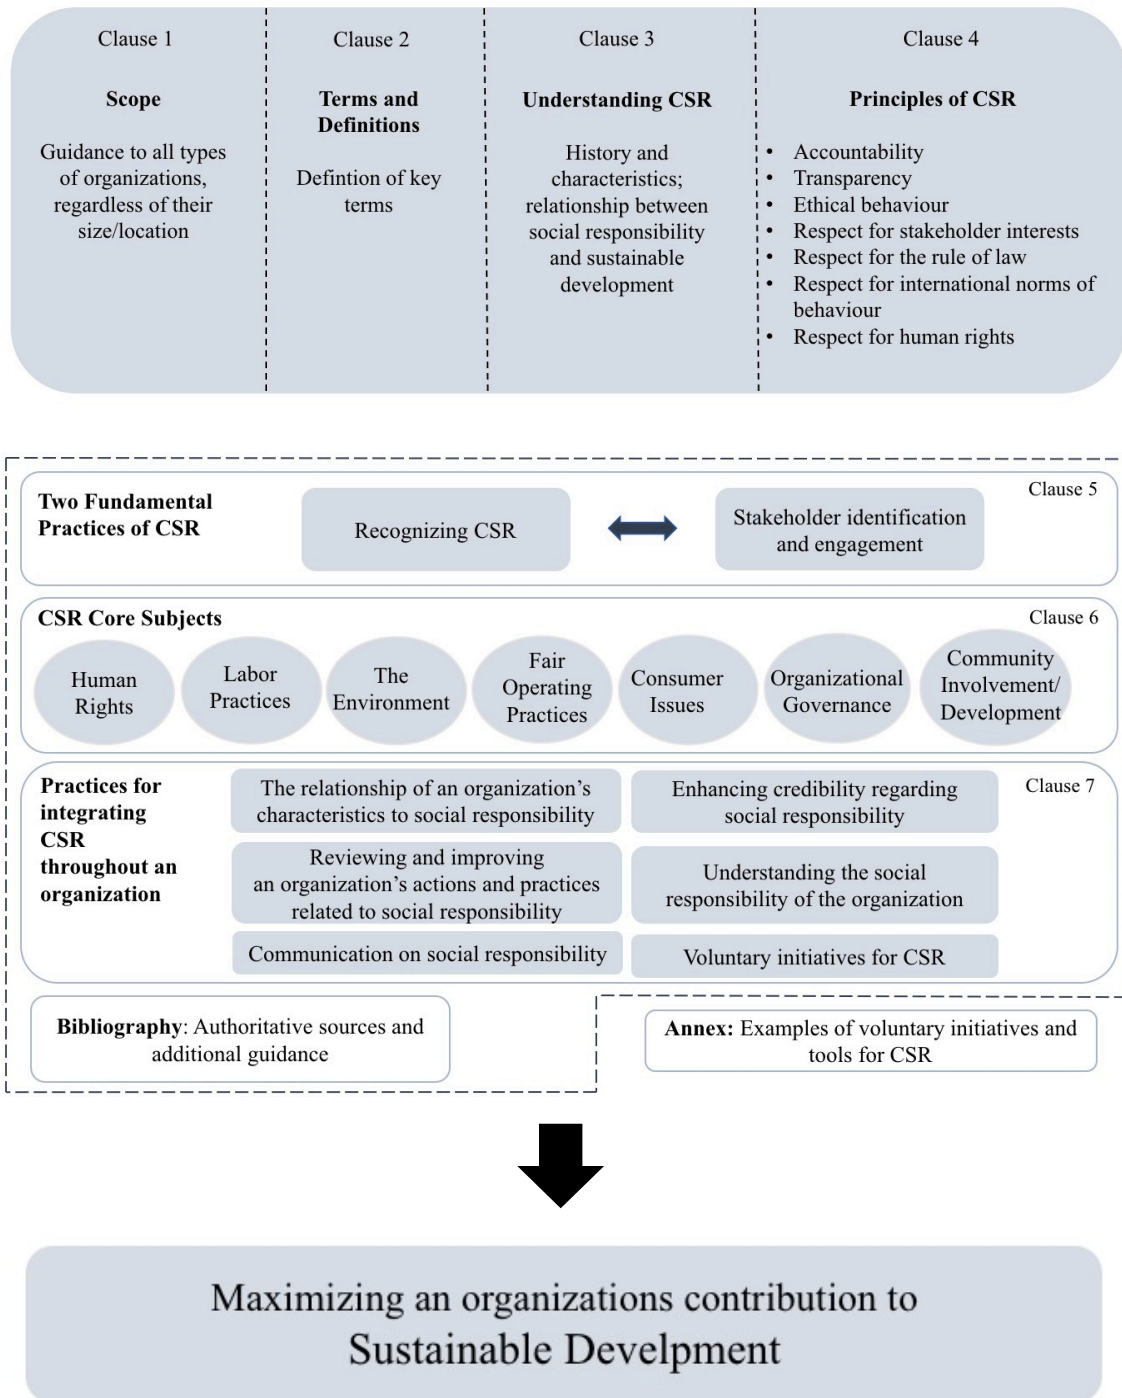 Clause 1
Scope
Guidance to all types
of organizations,
regardless of their
size/location
Clause 2
Terms and
Definitions
Defintion of key
terms
Clause 3
Understanding CSR
History and
characteristics;
relationship between
social responsibility
and sustainable
development
Clause 4
Principles of CSR
• Accountability
• Transparency
• Ethical behaviour
• Respect for stakeholder interests
• Respect for the rule of law
• Respect for international norms of
behaviour
• Respect for human rights
Two Fundamental
Practices of CSR
Recognizing CSR
Stakeholder identification
and engagement
Clause 5
CSR Core Subjects
Clause 6
Human
Rights
Labor
Practices
The
Environment
Fair
Operating
Practices
Consumer
Issues
Organizational
Governance
Community
Involvement/
Development
Practices for
integrating
CSR
throughout an
organization
Clause 7
The relationship of an organization’s
characteristics to social responsibility
Enhancing credibility regarding
social responsibility
Reviewing and improving
an organization’s actions and practices
related to social responsibility
Understanding the social
responsibility of the organization
Communication on social responsibility
Voluntary initiatives for CSR
Bibliography: Authoritative sources and
additional guidance
Annex: Examples of voluntary initiatives and
tools for CSR
Maximizing an organizations contribution to
Sustainable Develpment